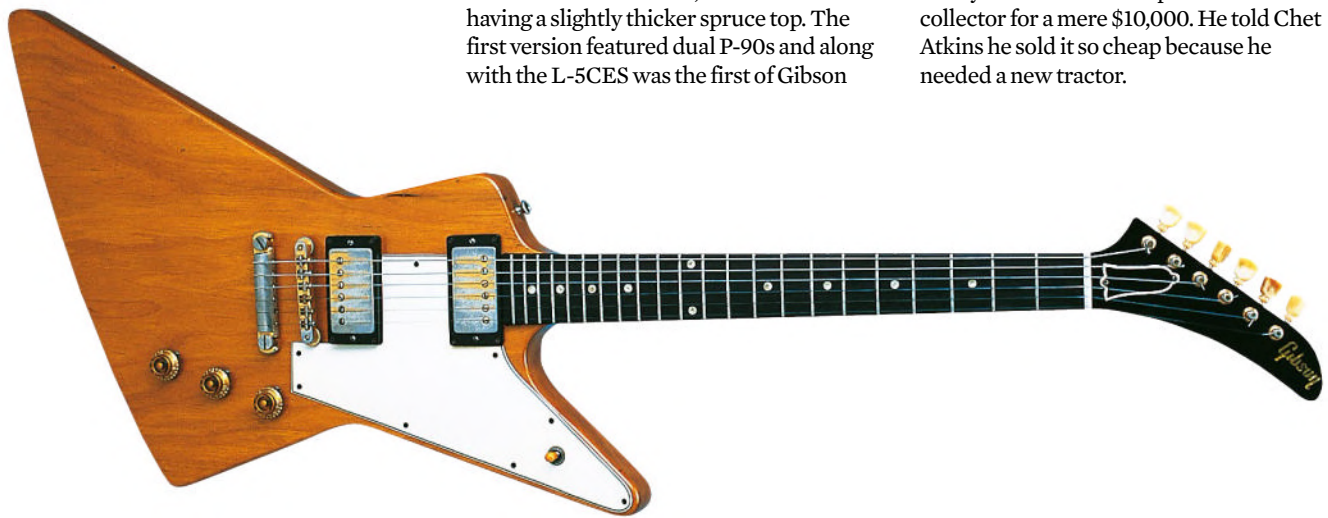 having a slightly thicker spruce top. The
first version featured dual P-90s and along
with the L-5CES was the first of Gibson
collector for a mere $10,000. He told Chet
Atkins he sold it so cheap because he
needed a new tractor.
Gibson